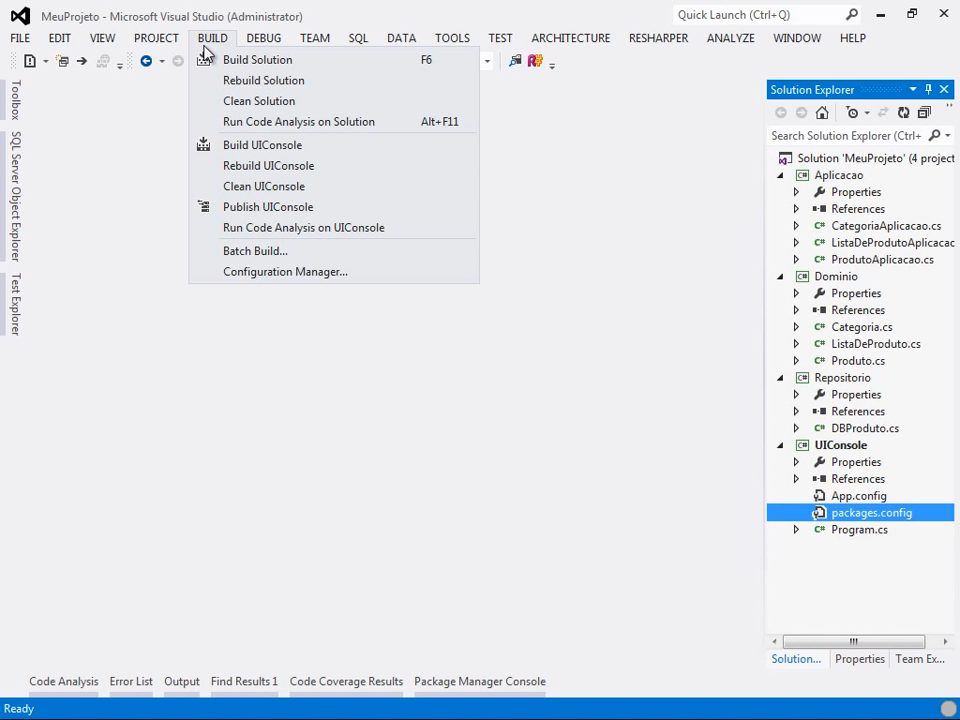 MeuProjeto - Microsoft Visual Studio (Administrator)
Quick Launch (Ctrl+Q)
FILE EDIT VIEW PROJECT BUILD DEBUG TEAM SQL DATA TOOLS TEST ARCHITECTURE RESHARPER ANALYZE WINDOW HELP
Build Solution F6
Rebuild Solution
Clean Solution
Run Code Analysis on Solution Alt+F11
Build UIConsole
Rebuild UIConsole
Clean UIConsole
Publish UIConsole
Run Code Analysis on UIConsole
Batch Build...
Configuration Manager...
Toolbox
SQL Server Object Explorer
Test Explorer
Solution Explorer
Search Solution Explorer (Ctrl+
Solution 'MeuProjeto' (4 project
Aplicacao
Properties
References
CategoriaAplicacao.cs
ListaDeProdutoAplicacao
ProdutoAplicacao.cs
Dominio
Properties
References
Categoria.cs
ListaDeProduto.cs
Produto.cs
Repositorio
Properties
References
DBProduto.cs
UIConsole
Properties
References
App.config
packages.config
Program.cs
Solution... Properties Team Ex...
Code Analysis Error List Output Find Results 1 Code Coverage Results Package Manager Console
Ready